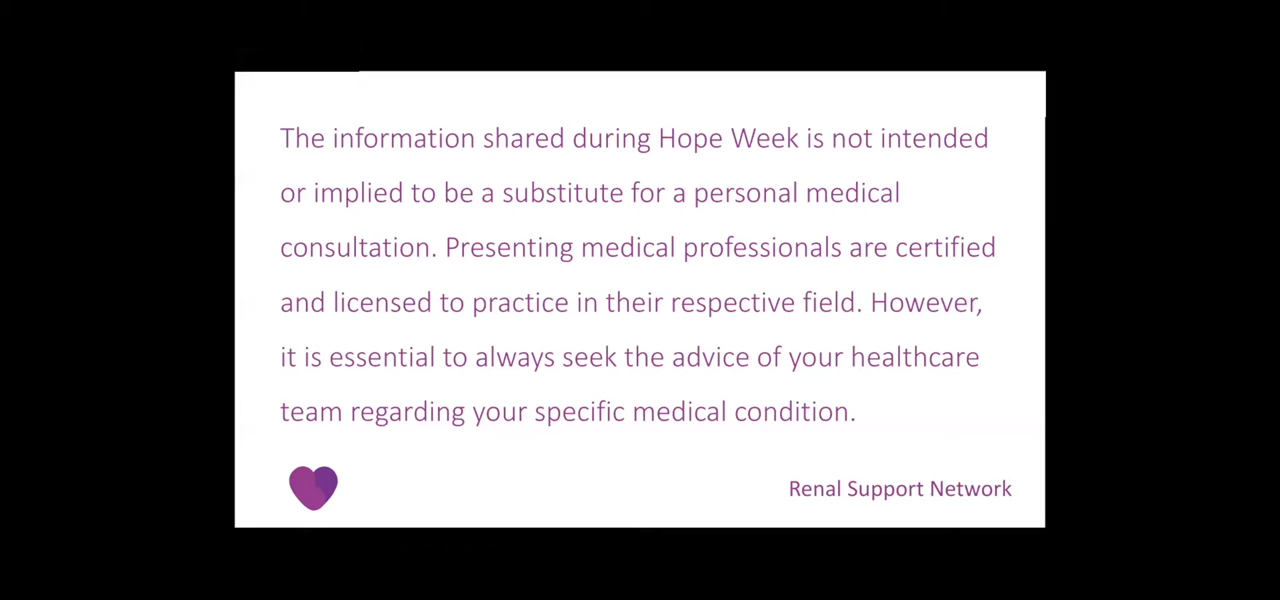 The information shared during Hope Week is not intended
or implied to be a substitute for a personal medical
consultation. Presenting medical professionals are certified
and licensed to practice in their respective field. However,
it is essential to always seek the advice of your healthcare
team regarding your specific medical condition.
Renal Support Network